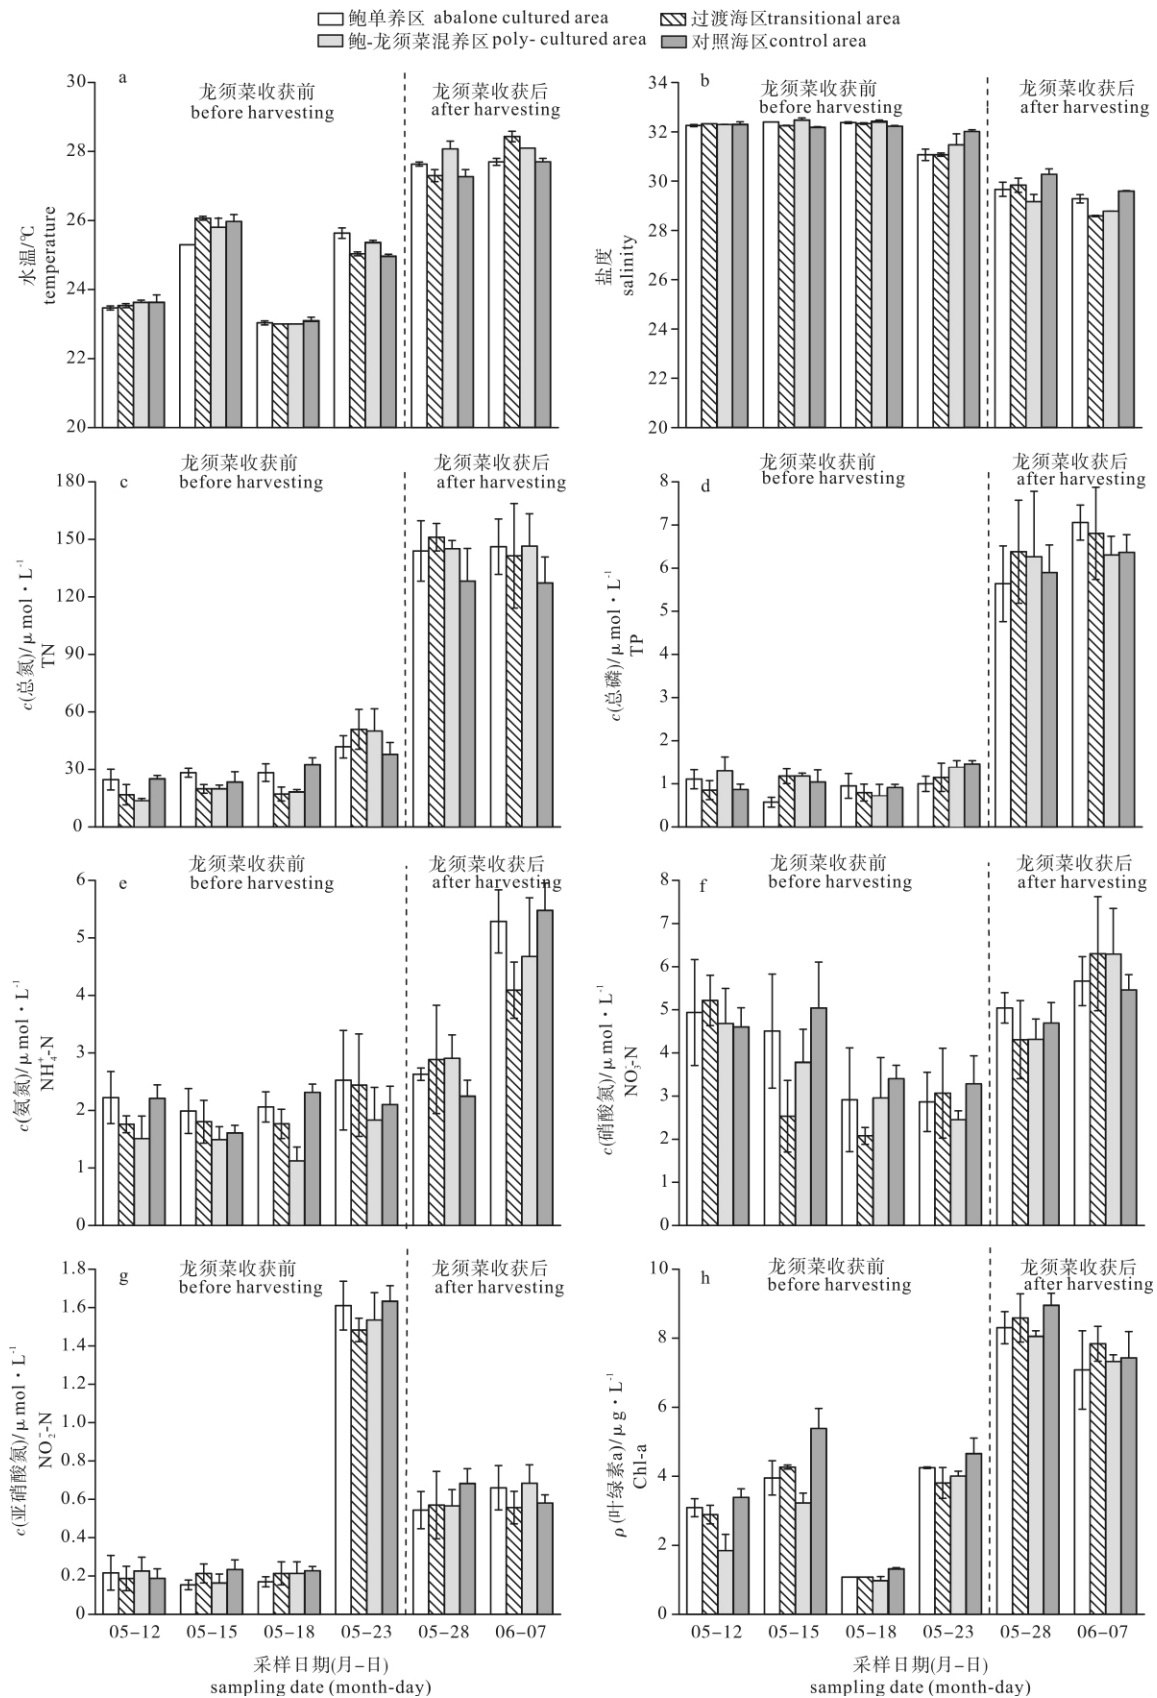 鲍单养区 abalone cultured area
过渡海区transitional area
鲍-龙须菜混养区poly- cultured area
对照海区control area
a
龙须菜收获前
before harvesting
龙须菜收获后
after harvesting
30
28
26
24
22
20
水温/℃
temperature
b
龙须菜收获前
before harvesting
龙须菜收获后
after harvesting
34
32
30
28
26
24
22
20
盐度
salinity
c
龙须菜收获前
before harvesting
龙须菜收获后
after harvesting
180
150
120
90
60
30
0
c(总氮)/μmol·L⁻¹
TN
d
龙须菜收获前
before harvesting
龙须菜收获后
after harvesting
8
7
6
5
4
3
2
1
0
c(总磷)/μmol·L⁻¹
TP
e
龙须菜收获前
before harvesting
龙须菜收获后
after harvesting
6
5
4
3
2
1
0
c(氨氮)/μmol·L⁻¹
NH₄⁺-N
f
龙须菜收获前
before harvesting
龙须菜收获后
after harvesting
8
7
6
5
4
3
2
1
0
c(硝酸氮)/μmol·L⁻¹
NO₃⁻-N
g
龙须菜收获前
before harvesting
龙须菜收获后
after harvesting
1.8
1.6
1.4
1.2
1.0
0.8
0.6
0.4
0.2
0
c(亚硝酸氮)/μmol·L⁻¹
NO₂⁻-N
05–12 05–15 05–18 05–23 05–28 06–07
采样日期(月–日)
sampling date (month-day)
h
龙须菜收获前
before harvesting
龙须菜收获后
after harvesting
10
8
6
4
2
0
ρ(叶绿素a)/μg·L⁻¹
Chl-a
05–12 05–15 05–18 05–23 05–28 06–07
采样日期(月–日)
sampling date (month-day)